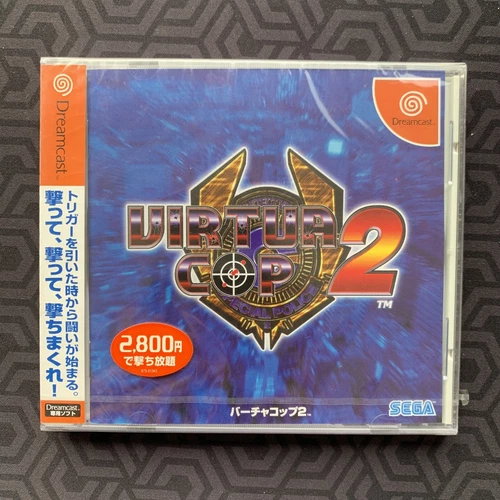 Dreamcast
トリガーを引いた時から闘いが始まる。
撃って、撃って、撃ちまくれ!
Dreamcast
専用ソフト
Dreamcast
VIRTUA
COP 2
TM
SPECIAL POLICE
2,800円
で撃ち放題
バーチャコップ2
SEGA